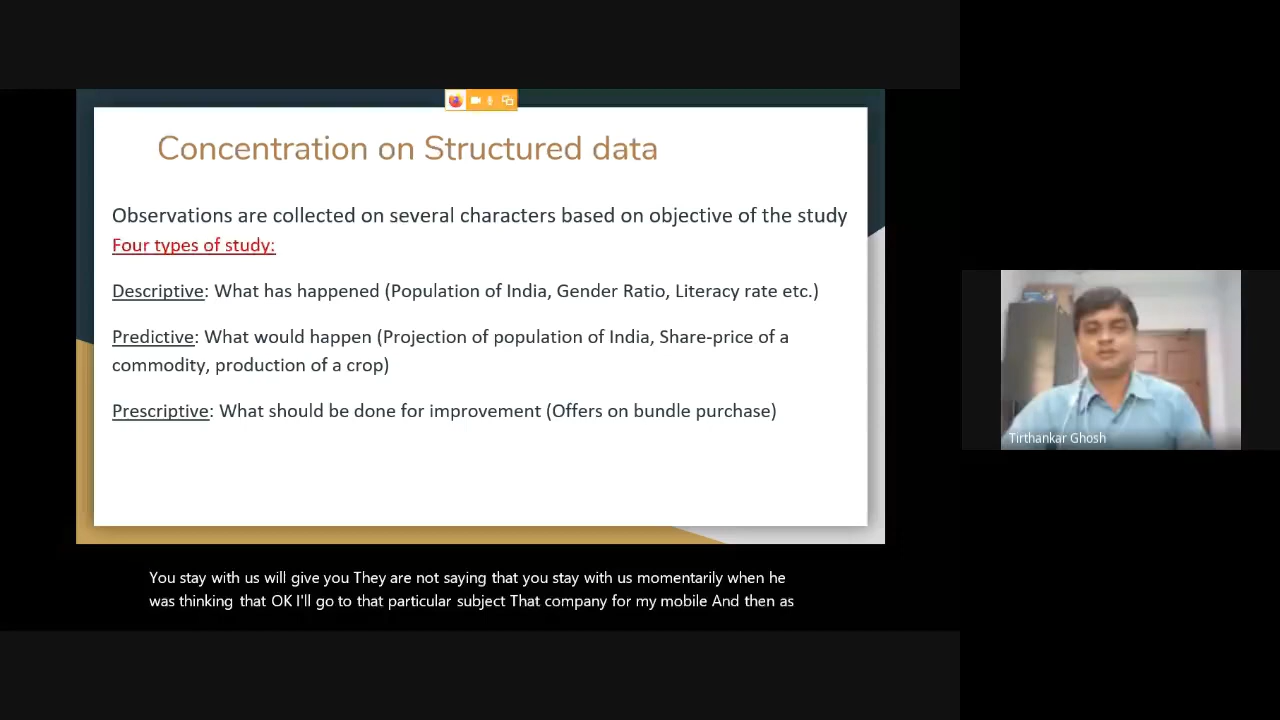 Concentration on Structured data
Observations are collected on several characters based on objective of the study
Four types of study:
Descriptive: What has happened (Population of India, Gender Ratio, Literacy rate etc.)
Predictive: What would happen (Projection of population of India, Share-price of a
commodity, production of a crop)
Prescriptive: What should be done for improvement (Offers on bundle purchase)
Tirthankar Ghosh
You stay with us will give you They are not saying that you stay with us momentarily when he
was thinking that OK I'll go to that particular subject That company for my mobile And then as